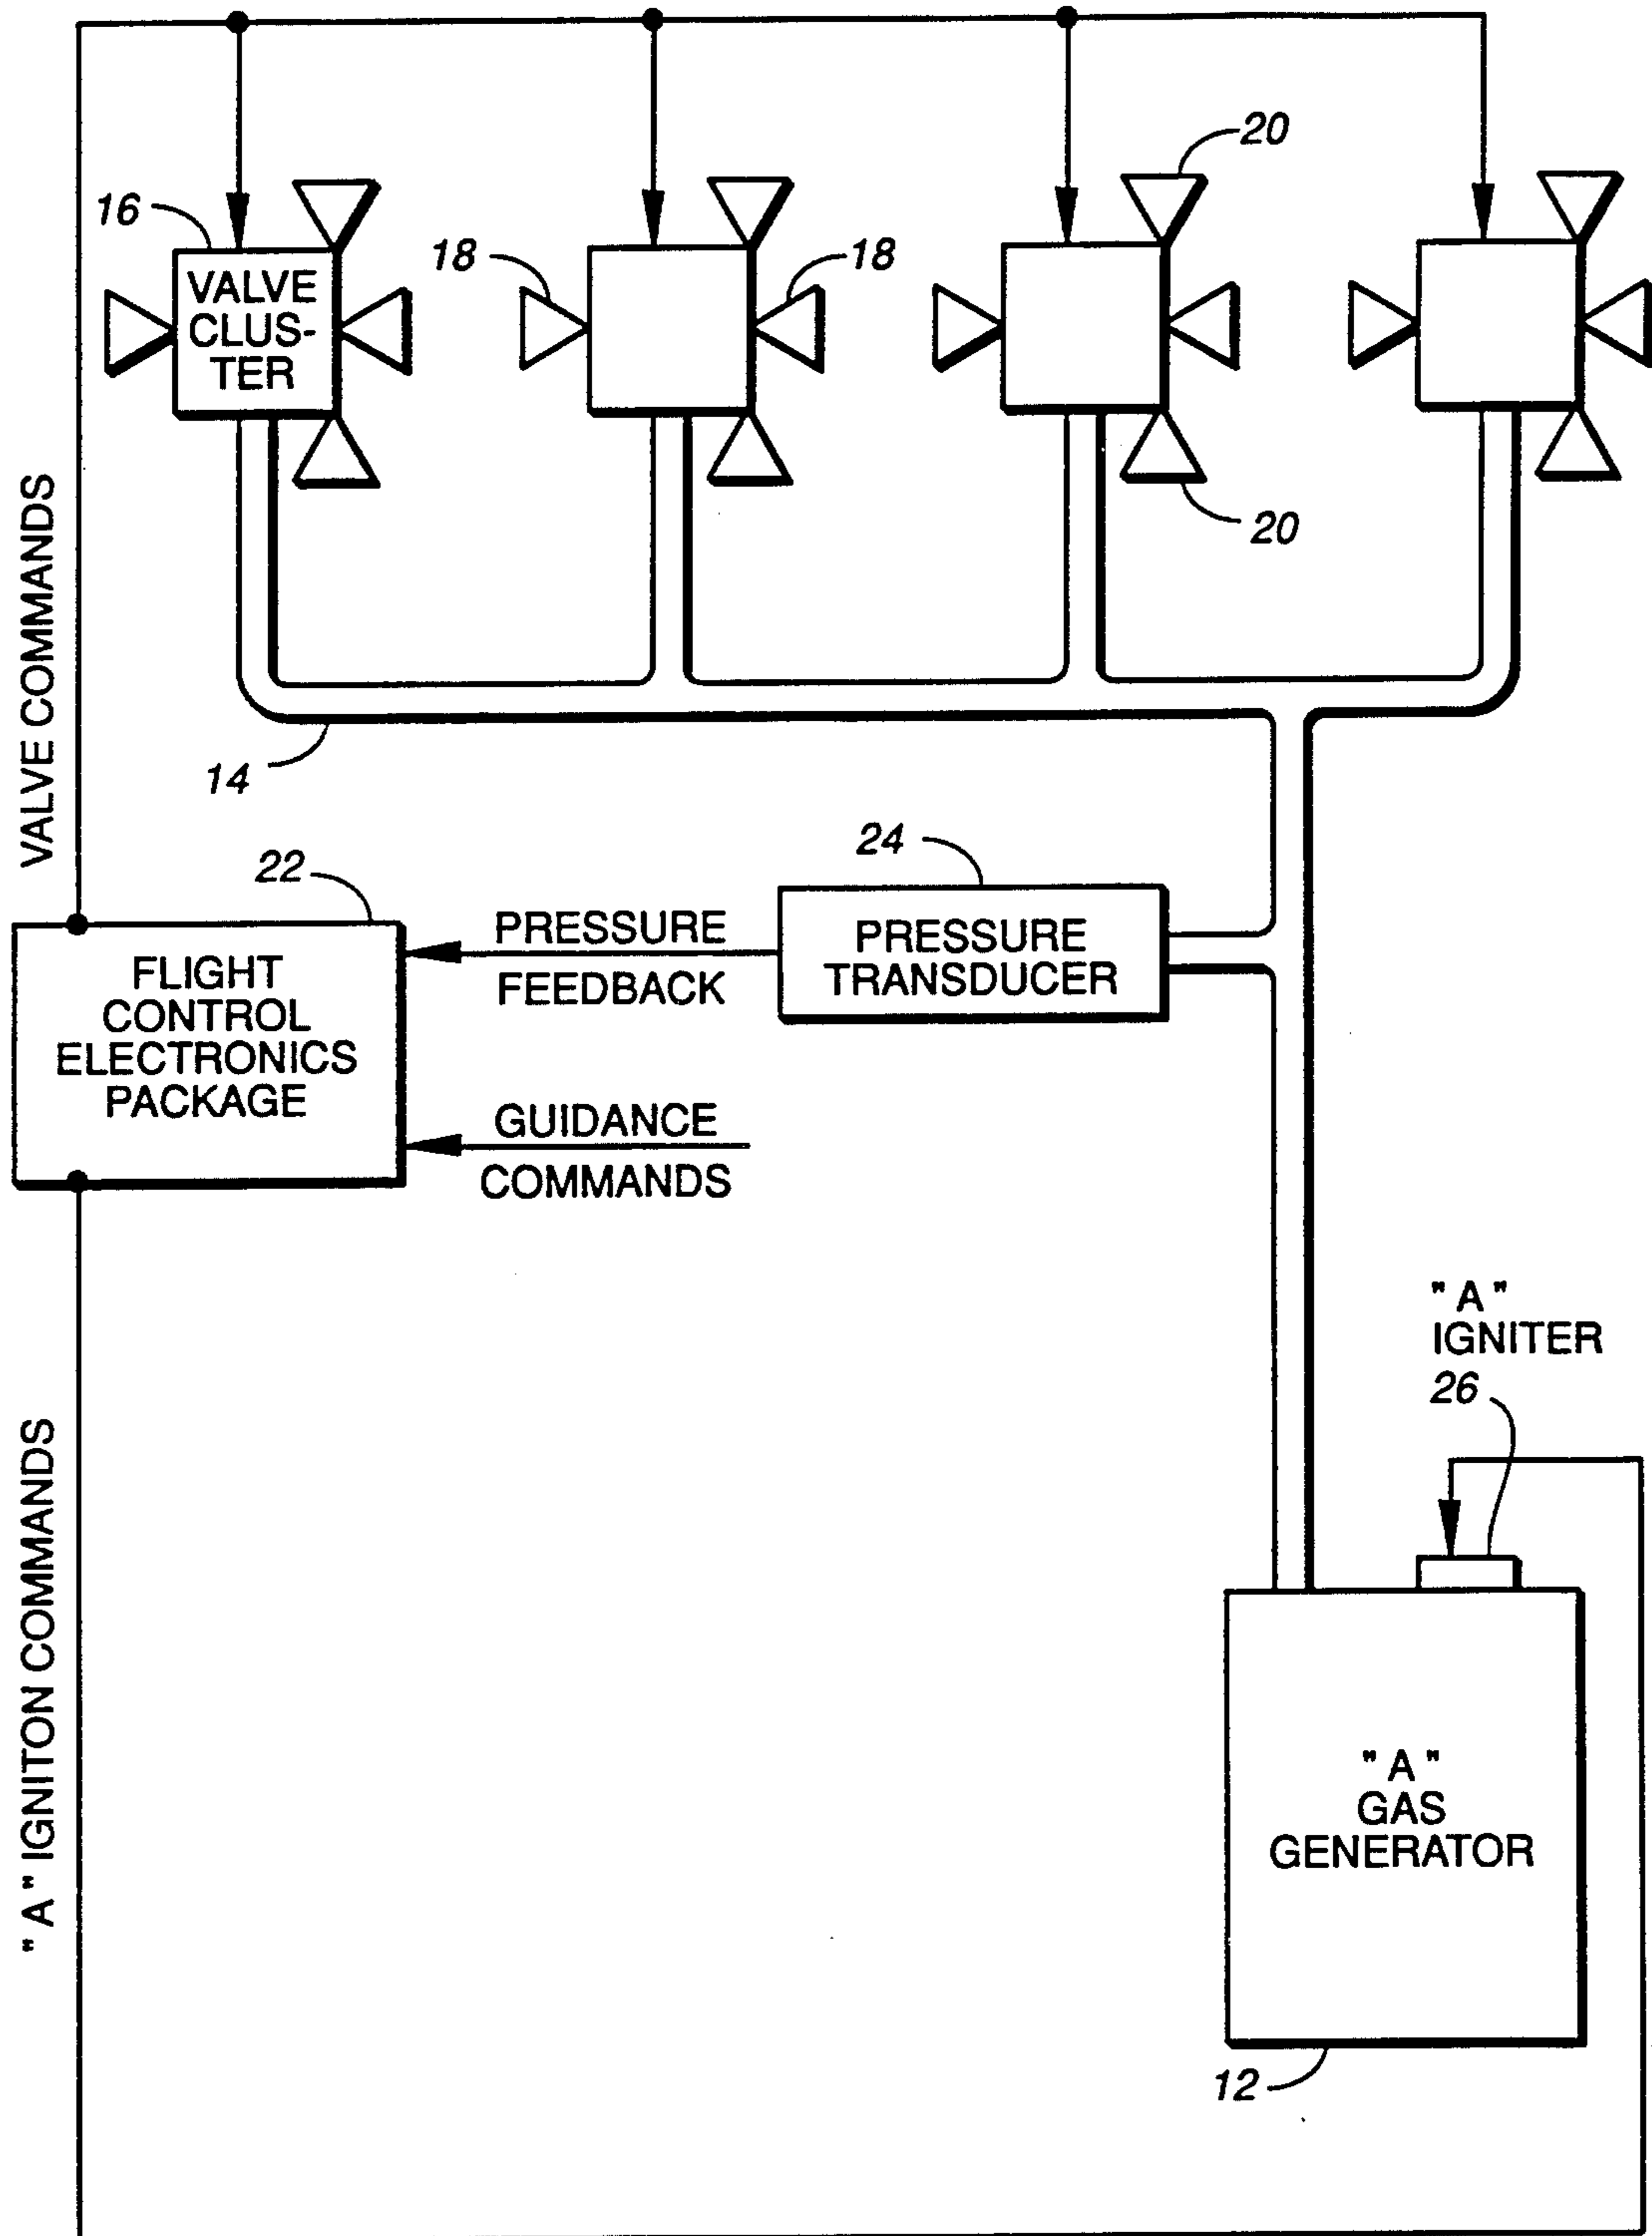 20
16
18
18
VALVE
CLUS-
TER
20
VALVE COMMANDS
14
24
22
PRESSURE
FEEDBACK
PRESSURE
TRANSDUCER
FLIGHT
CONTROL
ELECTRONICS
PACKAGE
GUIDANCE
COMMANDS
"A"
IGNITER
26
"A" IGNITON COMMANDS
"A"
GAS
GENERATOR
12